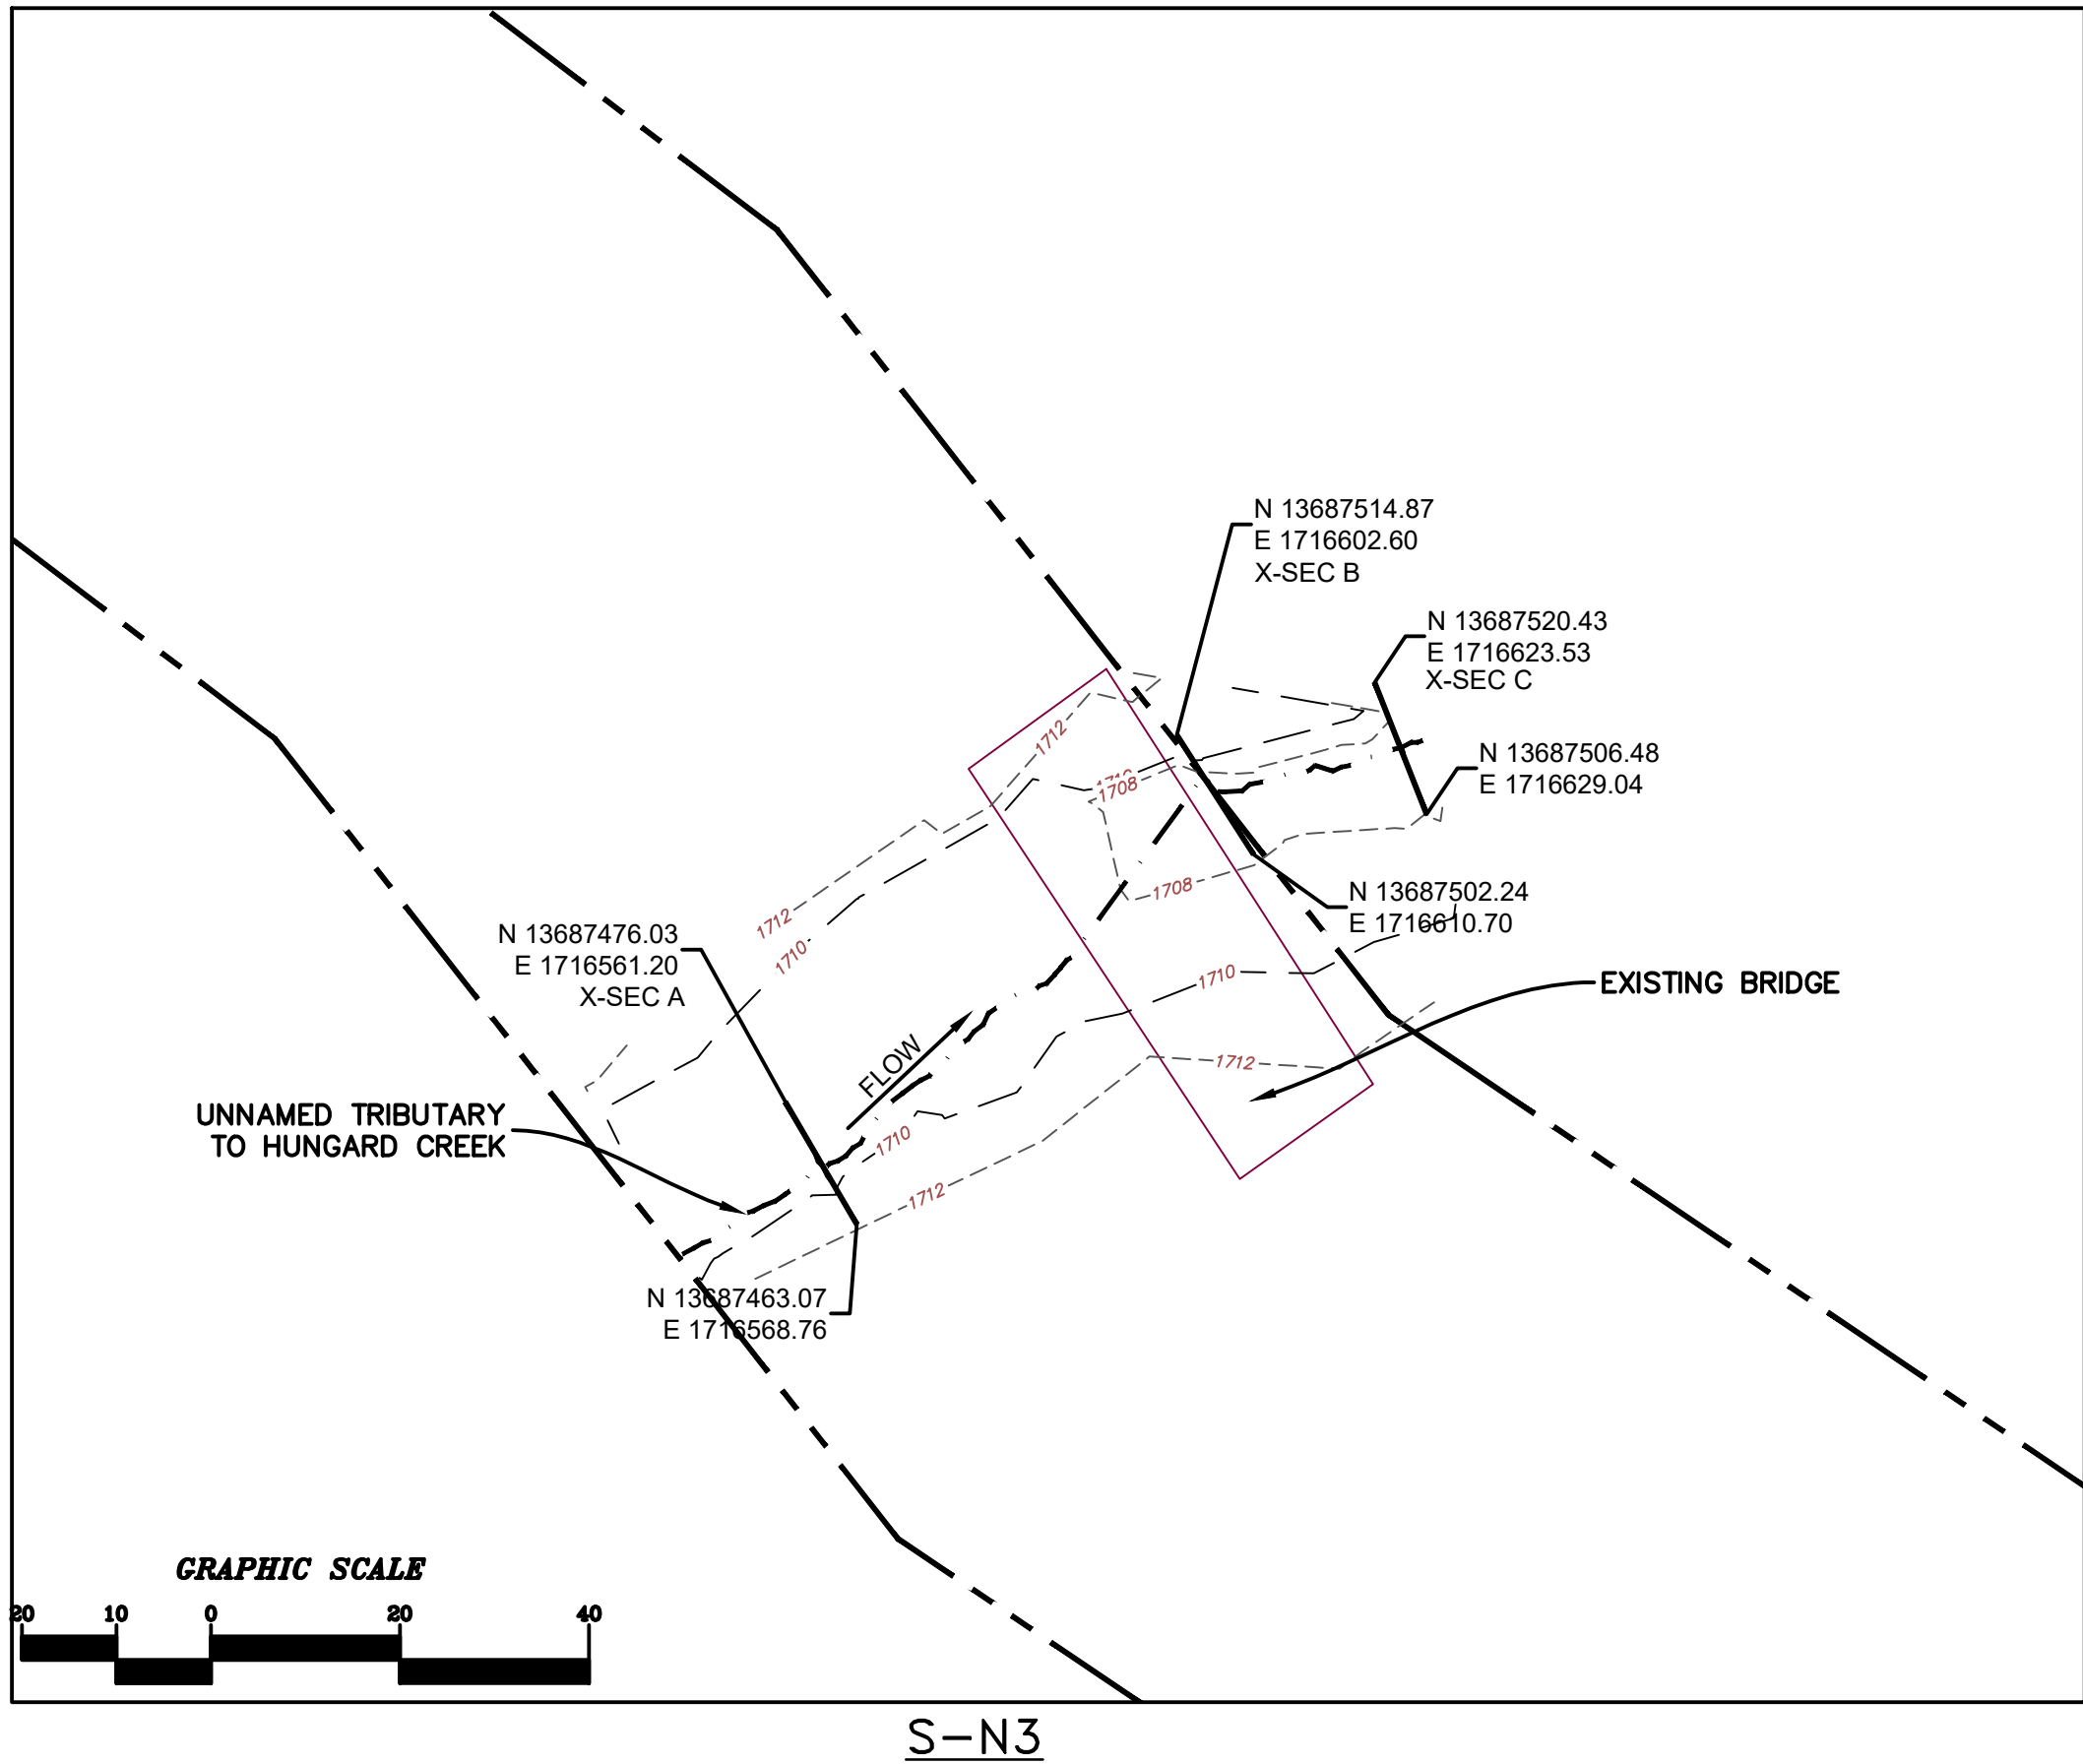 N 13687514.87
E 1716602.60
X-SEC B
N 13687520.43
E 1716623.53
X-SEC C
1712
N 13687506.48
E 1716629.04
1708
1708
N 13687502.24
E 1716610.70
1712
N 13687476.03
E 1716561.20
X-SEC A
1710
1710
EXISTING BRIDGE
FLOW
1712
UNNAMED TRIBUTARY
TO HUNGARD CREEK
1710
1712
N 13687463.07
E 1716568.76
GRAPHIC SCALE
20 10 0 20 40
S-N3